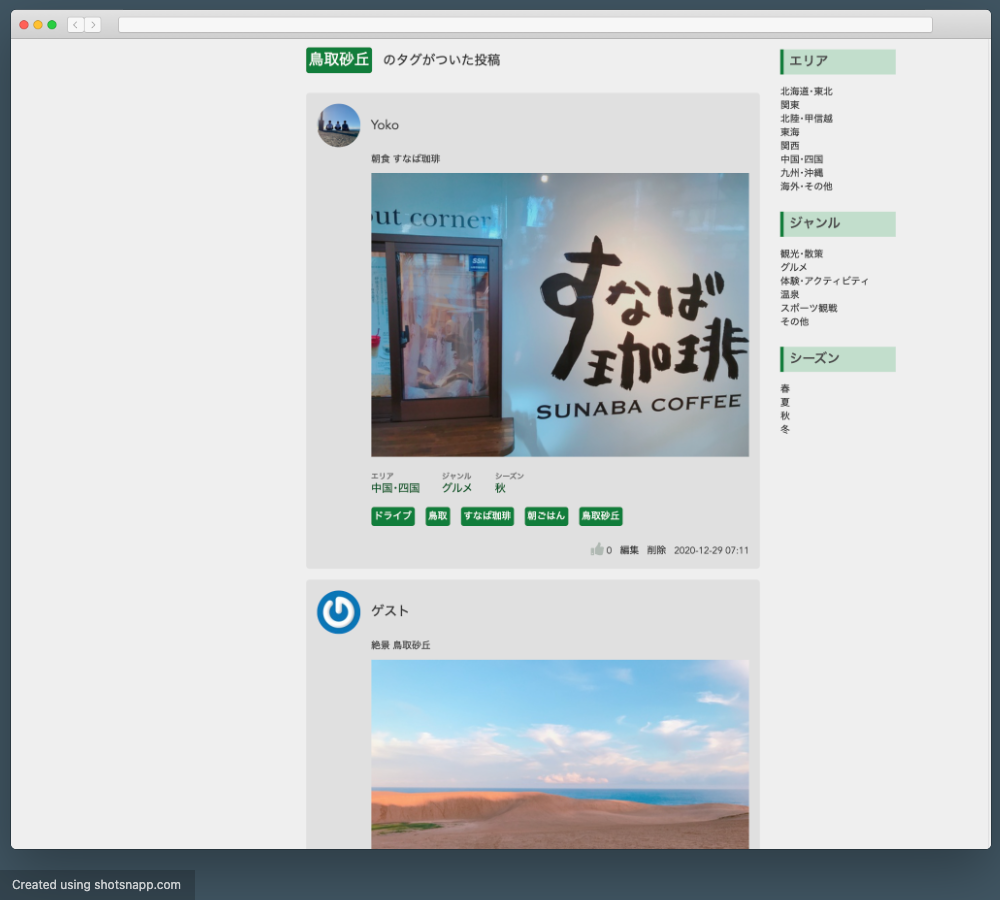 鳥取砂丘 のタグがついた投稿
Yoko
朝食 すなば珈琲
out corner
すなば
珈琲
SUNABA COFFEE
エリア ジャンル シーズン
中国・四国 グルメ 秋
ドライブ 鳥取 すなば珈琲 朝ごはん 鳥取砂丘
0 編集 削除 2020-12-29 07:11
ゲスト
絶景 鳥取砂丘
エリア
北海道・東北
関東
北陸・甲信越
東海
関西
中国・四国
九州・沖縄
海外・その他
ジャンル
観光・散策
グルメ
体験・アクティビティ
温泉
スポーツ観戦
その他
シーズン
春
夏
秋
冬
Created using shotsnapp.com